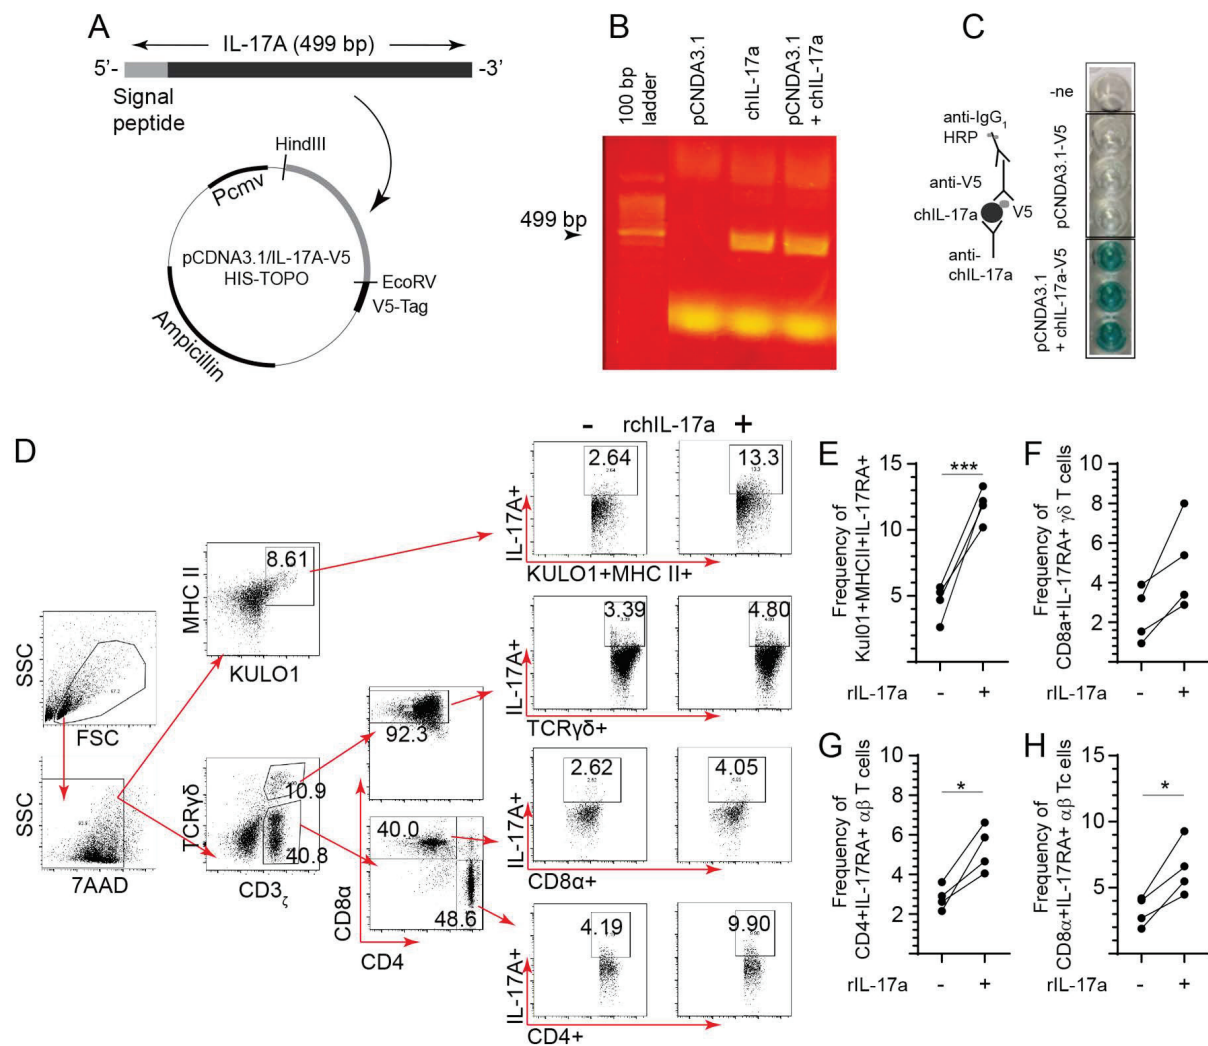 A
IL-17A (499 bp)
5'-
-3'
Signal
peptide
HindIII
Pcmv
pCDNA3.1/IL-17A-V5
HIS-TOPO
EcoRV
V5-Tag
Ampicillin
B
100 bp
ladder
pCNDA3.1
chIL-17a
pCNDA3.1
+ chIL-17a
499 bp
C
-ne
anti-IgG1
HRP
anti-V5
chIL-17a
V5
anti-
chIL-17a
pCNDA3.1-V5
pCNDA3.1
+ chIL-17a-V5
D
- rchIL-17a +
SSC
FSC
SSC
7AAD
MHC II
8.61
KULO1
TCRγδ
10.9
40.8
CD3ζ
92.3
40.0
48.6
CD8α
CD4
IL-17A+
2.64
13.3
KULO1+MHC II+
IL-17A+
3.39
4.80
TCRγδ+
IL-17A+
2.62
4.05
CD8α+
IL-17A+
4.19
9.90
CD4+
E
Frequency of
Kul01+MHCII+IL-17RA+
15
10
5
***
rIL-17a - +
F
Frequency of
CD8a+IL-17RA+ γδ T cells
10
8
6
4
2
rIL-17a - +
G
Frequency of
CD4+IL-17RA+ αβ T cells
10
8
6
4
2
0
*
rIL-17a - +
H
Frequency of
CD8α+IL-17RA+ αβ Tc cells
15
10
5
0
*
rIL-17a - +